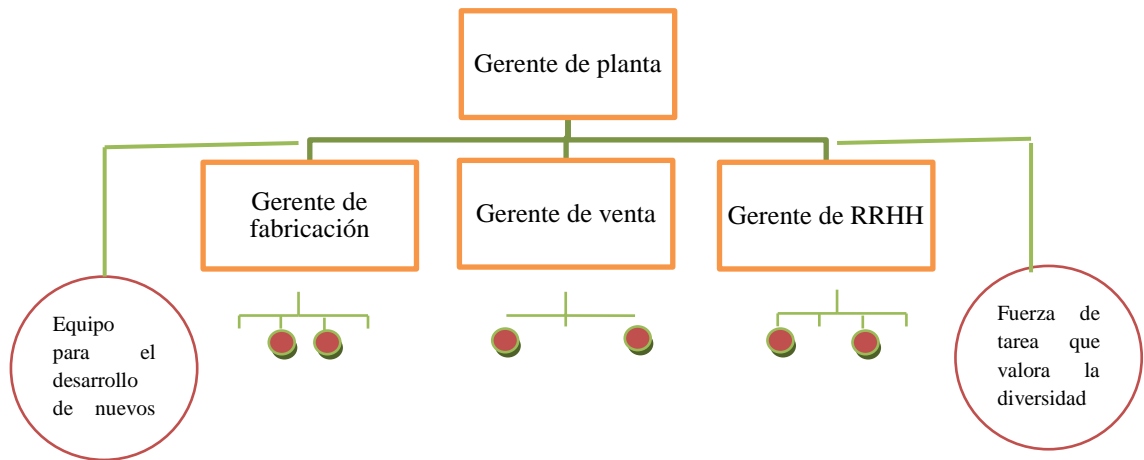 Gerente de planta
Gerente de
fabricación
Gerente de venta
Gerente de RRHH
Equipo
para el
desarrollo
de nuevos
Fuerza de
tarea que
valora la
diversidad